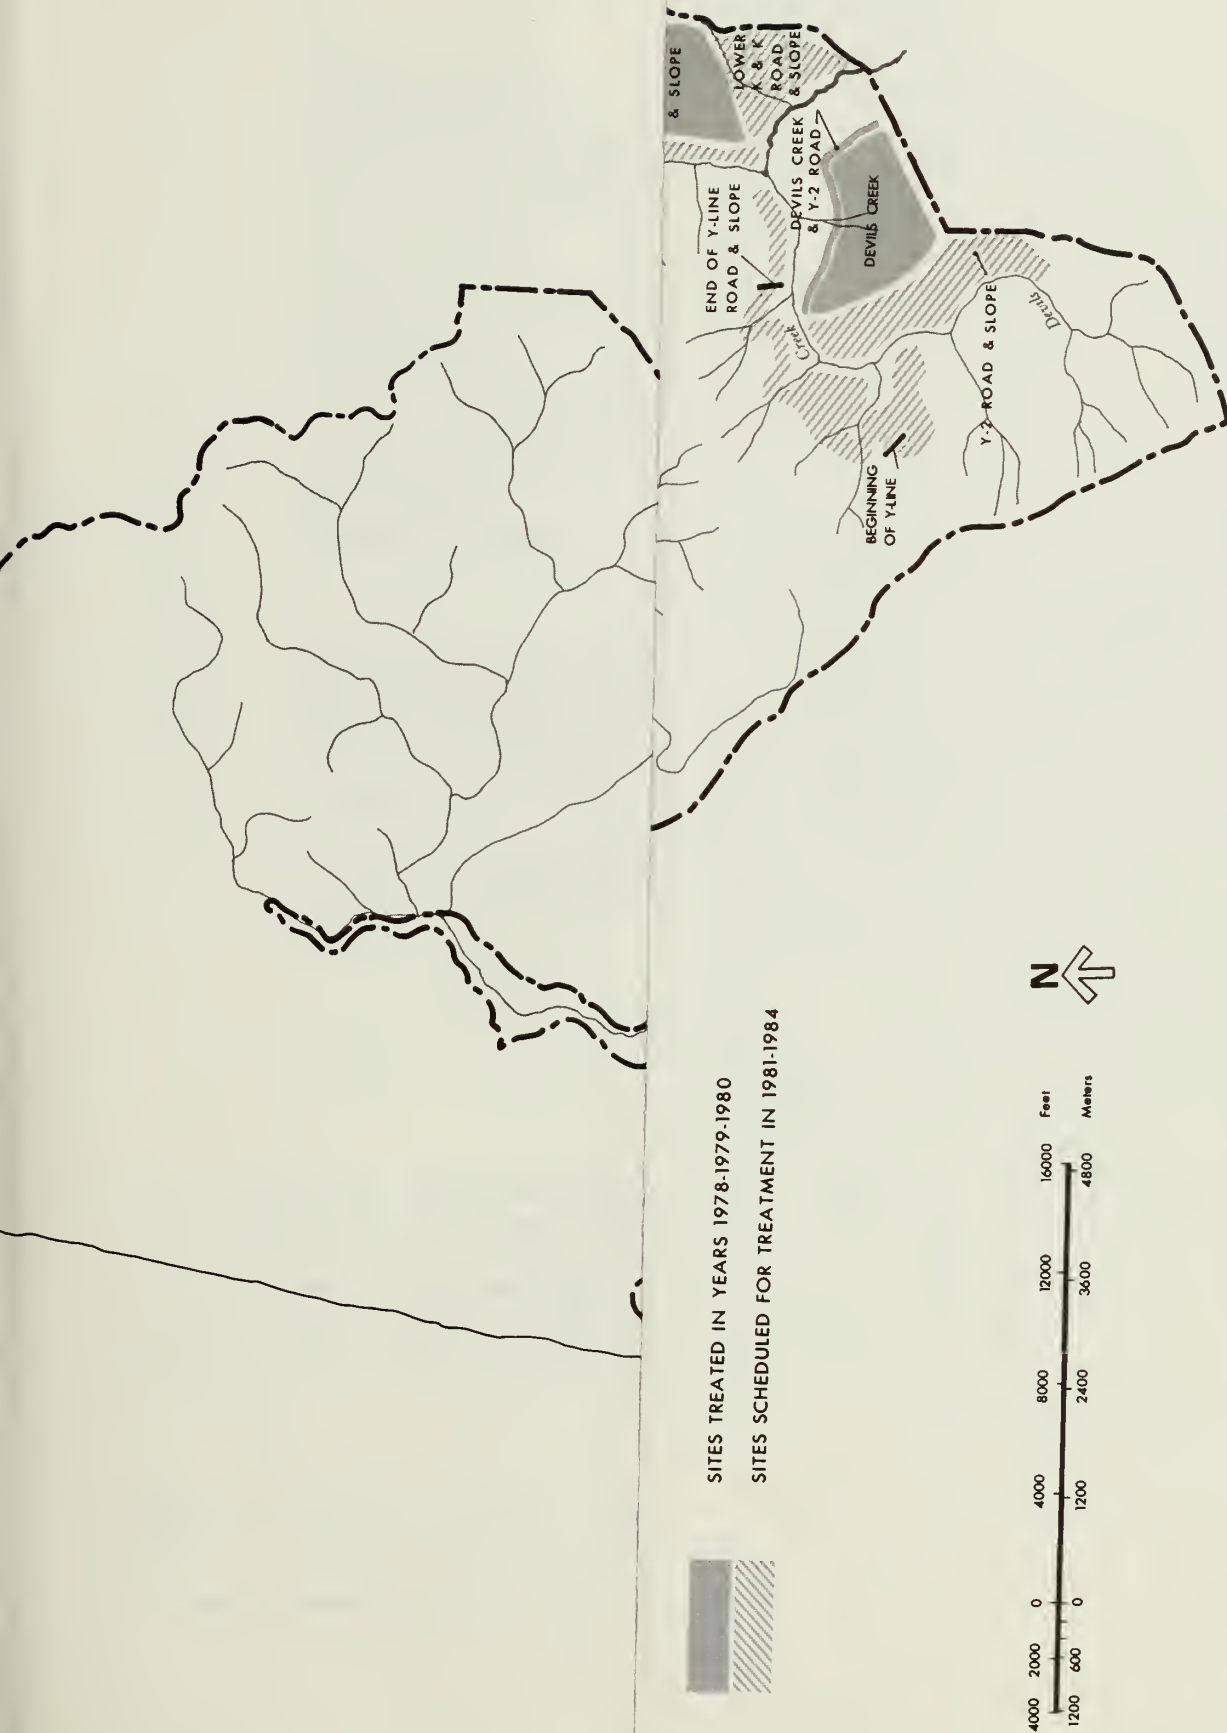 & SLOPE
LOWER
K & K
ROAD
& SLOPE
DEVILS CREEK
& Y-2 ROAD
END OF Y-LINE
ROAD & SLOPE
DEVILS CREEK
Creek
Devils
Y-2 ROAD & SLOPE
BEGINNING
OF Y-LINE
SITES TREATED IN YEARS 1978-1979-1980
SITES SCHEDULED FOR TREATMENT IN 1981-1984
N
4000 2000 0 4000 8000 12000 16000 Feet
1200 600 0 1200 2400 3600 4800 Meters